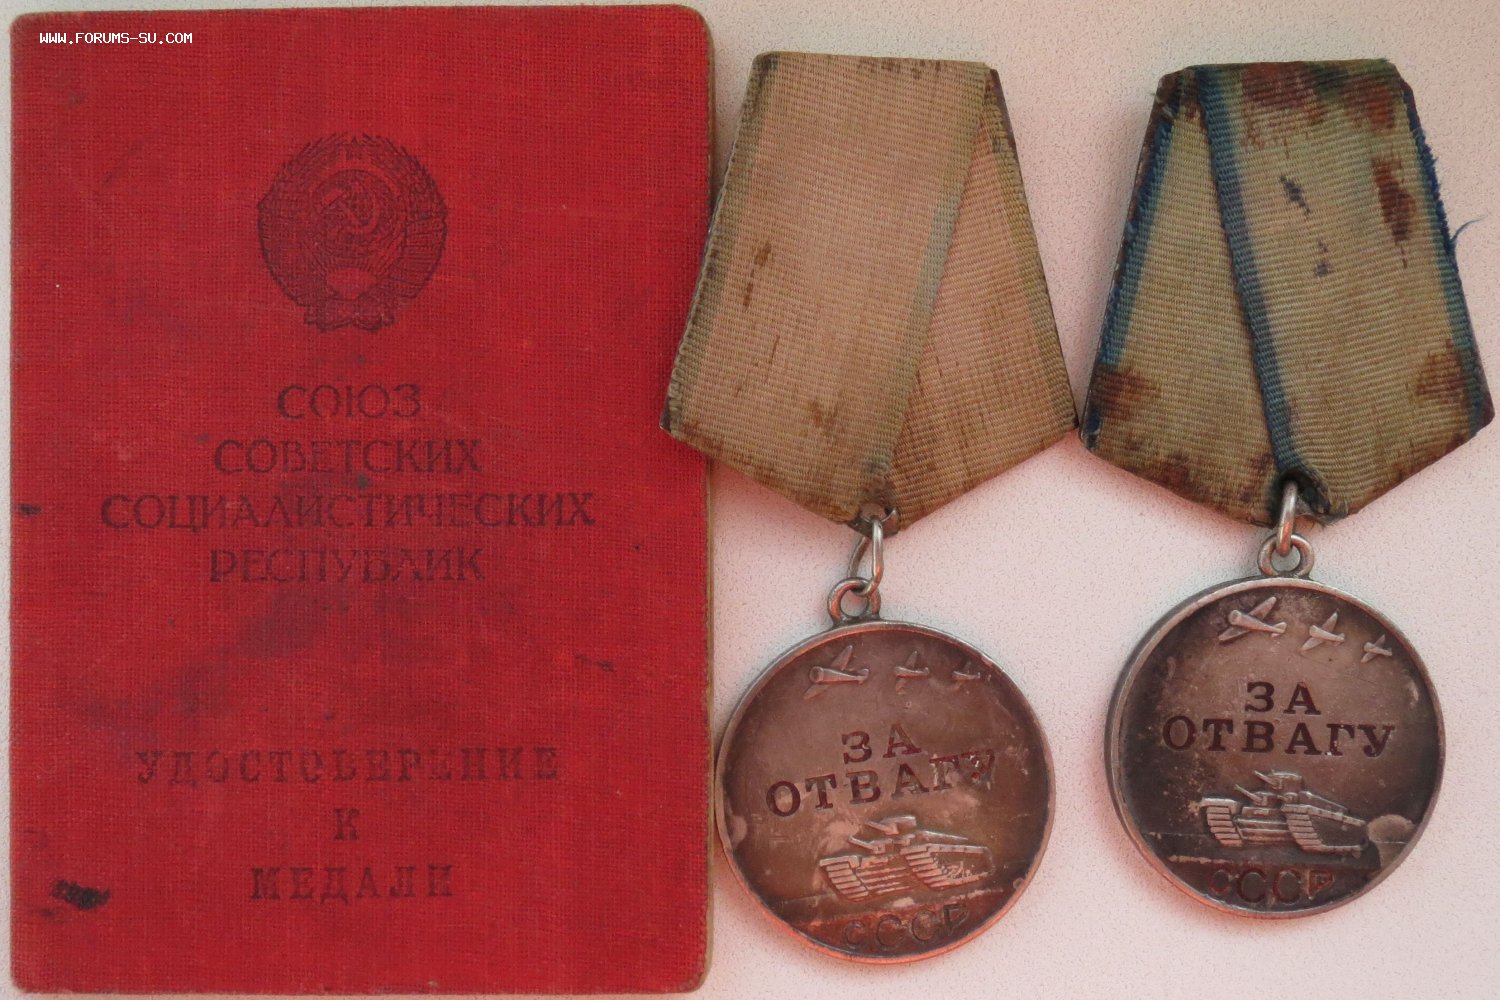 WWW.FORUMS-SU.COM
СОЮЗ
СОВЕТСКИХ
СОЦИАЛИСТИЧЕСКИХ
РЕСПУБЛИК
УДОСТОВЕРЕНИЕ
К
МЕДАЛИ
ЗА
ОТВАГУ
СССР
ЗА
ОТВАГУ
СССР